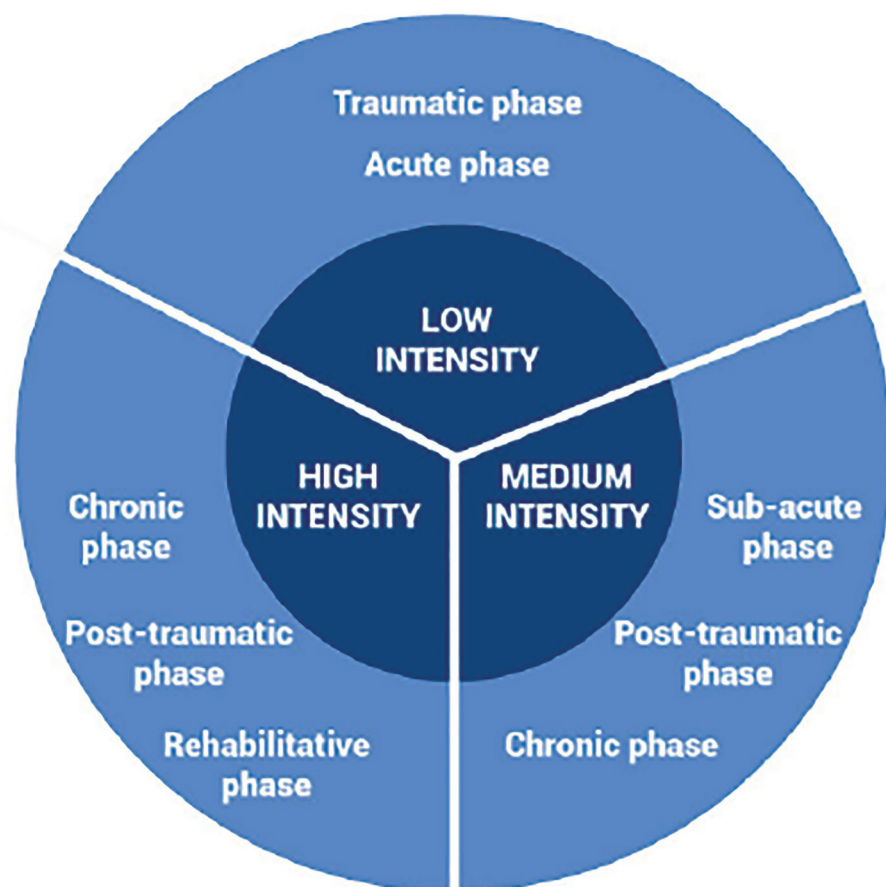 Traumatic phase
Acute phase
LOW
INTENSITY
HIGH
INTENSITY
MEDIUM
INTENSITY
Chronic
phase
Post-traumatic
phase
Rehabilitative
phase
Sub-acute
phase
Post-traumatic
phase
Chronic phase